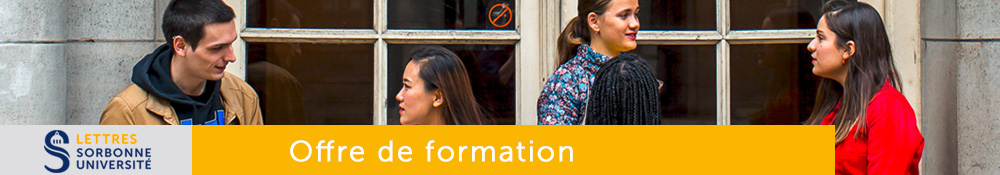 LETTRES
SORBONNE
UNIVERSITÉ
Offre de formation